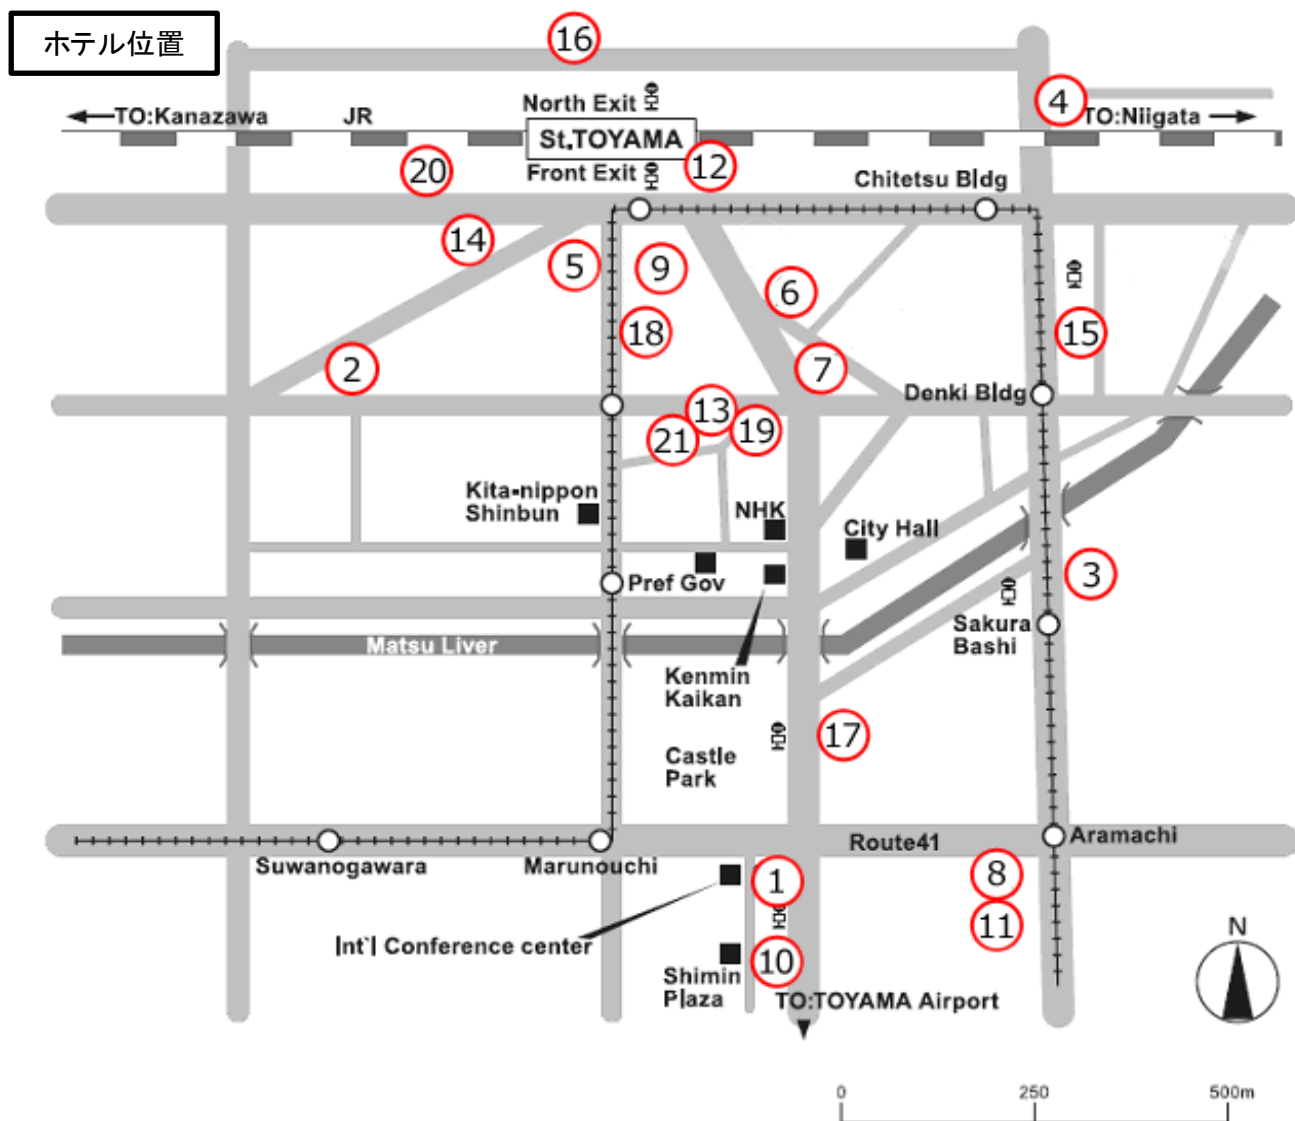 ホテル位置
16
North Exit
4
TO:Kanazawa
JR
TO:Niigata
St.TOYAMA
20
Front Exit
12
Chitetsu Bldg
14
5
9
6
18
15
2
7
Denki Bldg
13
19
21
Kita-nippon
Shinbun
NHK
City Hall
Pref Gov
3
Sakura
Bashi
Matsu Liver
Kenmin
Kaikan
17
Castle
Park
Route41
Aramachi
Suwanogawara
Marunouchi
1
8
11
Int`l Conference center
N
10
Shimin
Plaza
TO:TOYAMA Airport
0
250
500m